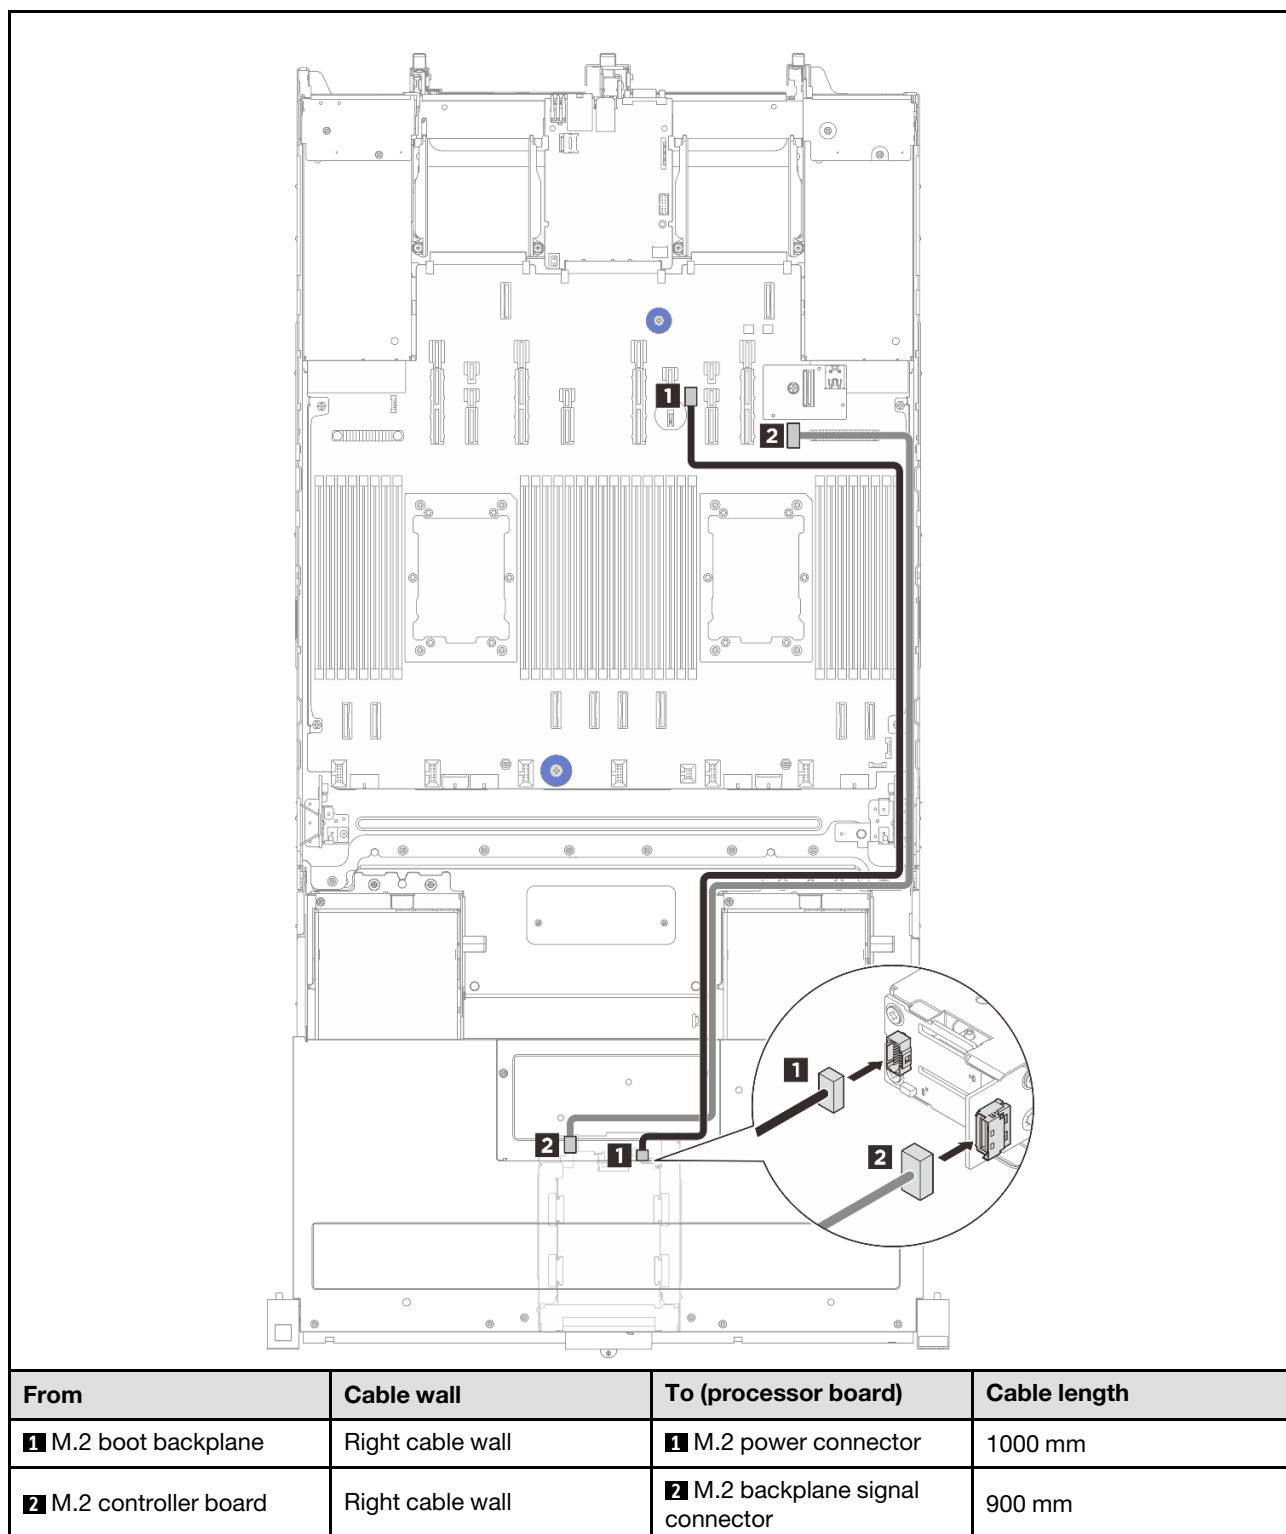 1
2
1
2
2
1
From Cable wall To (processor board) Cable length
1 M.2 boot backplane Right cable wall 1 M.2 power connector 1000 mm
2 M.2 controller board Right cable wall 2 M.2 backplane signal 900 mm
connector